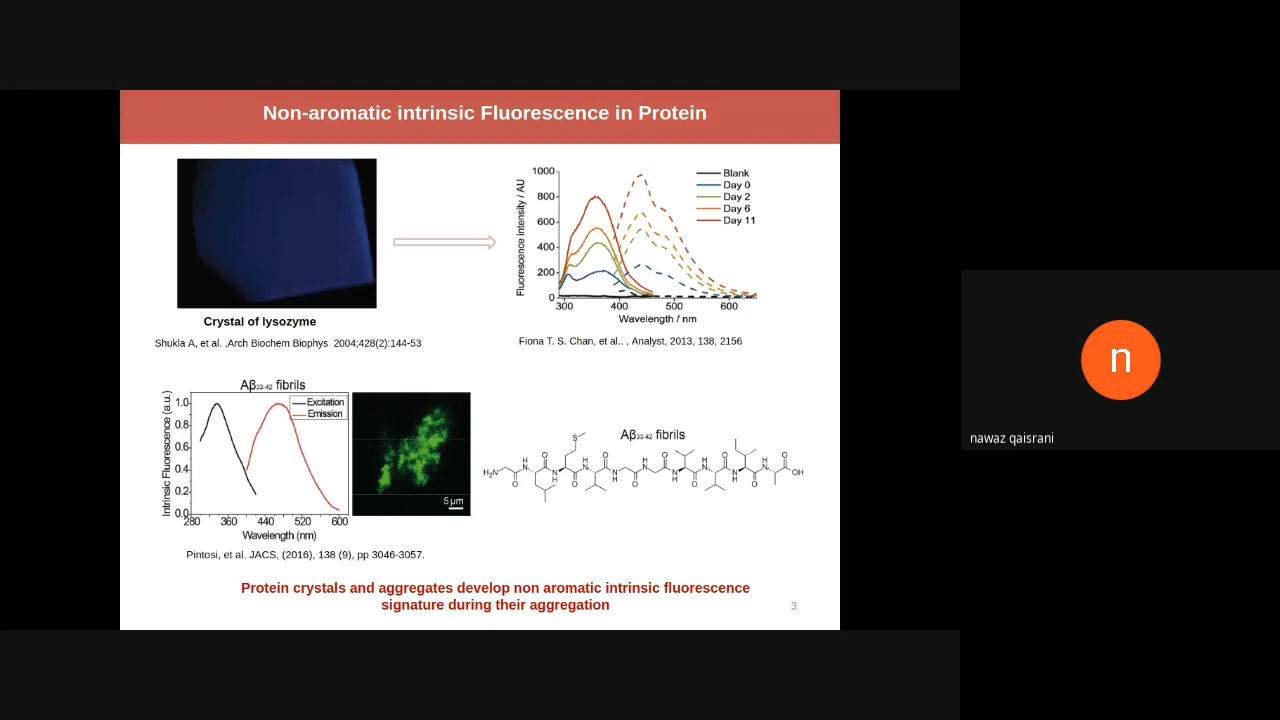 Non-aromatic intrinsic Fluorescence in Protein
Crystal of lysozyme
Shukla A, et al. ,Arch Biochem Biophys 2004;428(2):144-53
1000
800
600
400
200
0
300
400
500
600
Fluorescence intensity / AU
Wavelength / nm
Blank
Day 0
Day 2
Day 6
Day 11
Fiona T. S. Chan, et al.. , Analyst, 2013, 138, 2156
Aβ33-42 fibrils
Intrinsic Fluorescence (a.u.)
1.0
0.8
0.6
0.4
0.2
0.0
280
360
440
520
600
Wavelength (nm)
Excitation
Emission
5 µm
Pintosi, et al. JACS, (2016), 138 (9), pp 3046-3057.
Aβ33-42 fibrils
H2N
O
N
H
S
OH
Protein crystals and aggregates develop non aromatic intrinsic fluorescence
signature during their aggregation
3
n
nawaz qaisrani